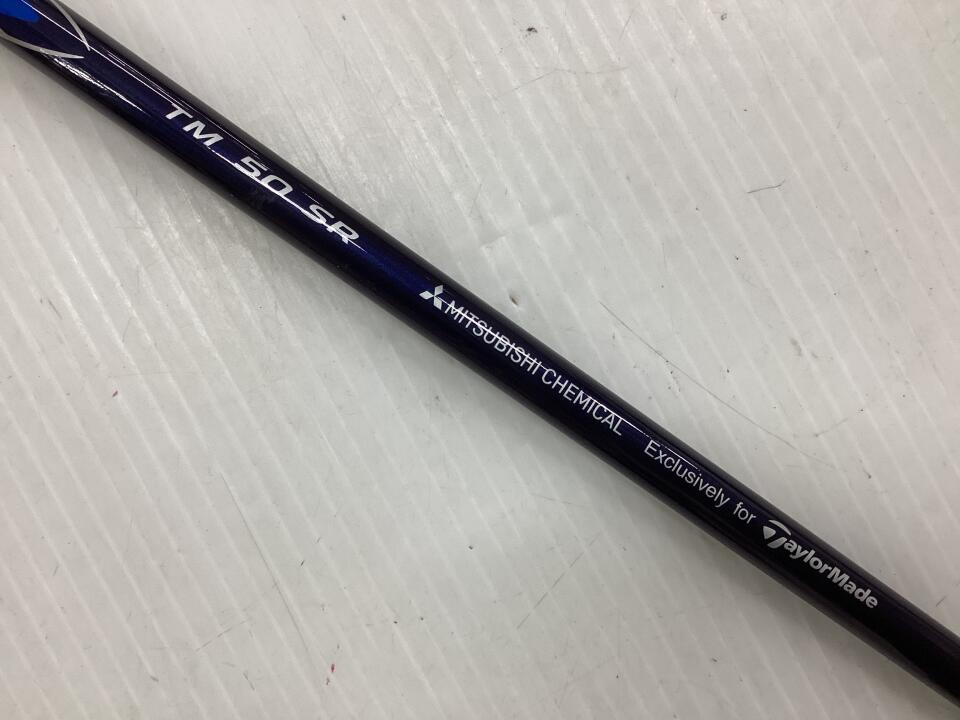 TM 50 SR
MITSUBISHI CHEMICAL Exclusively for TaylorMade